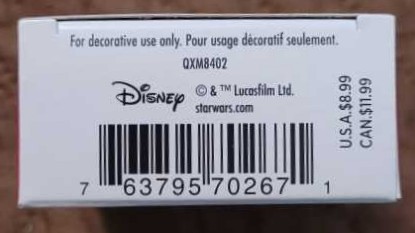 For decorative use only. Pour usage décoratif seulement.
QXM8402
Disney © & ™ Lucasfilm Ltd.
starwars.com
U.S.A.$8.99
CAN.$11.99
7 63795 70267 1